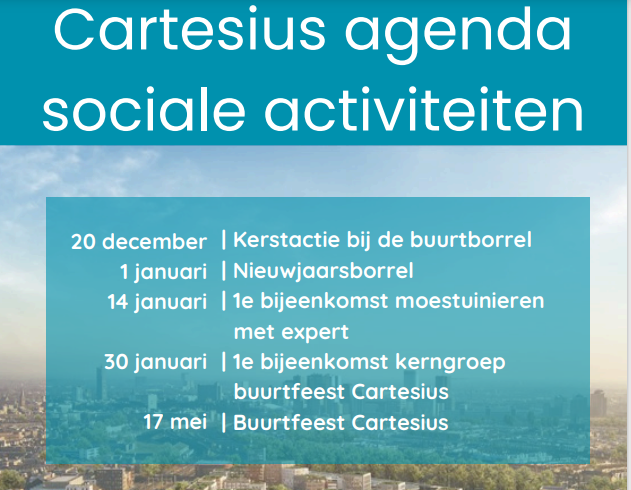 Cartesius agenda
sociale activiteiten
20 december | Kerstactie bij de buurtborrel
1 januari | Nieuwjaarsborrel
14 januari | 1e bijeenkomst moestuinieren
met expert
30 januari | 1e bijeenkomst kerngroep
buurtfeest Cartesius
17 mei | Buurtfeest Cartesius